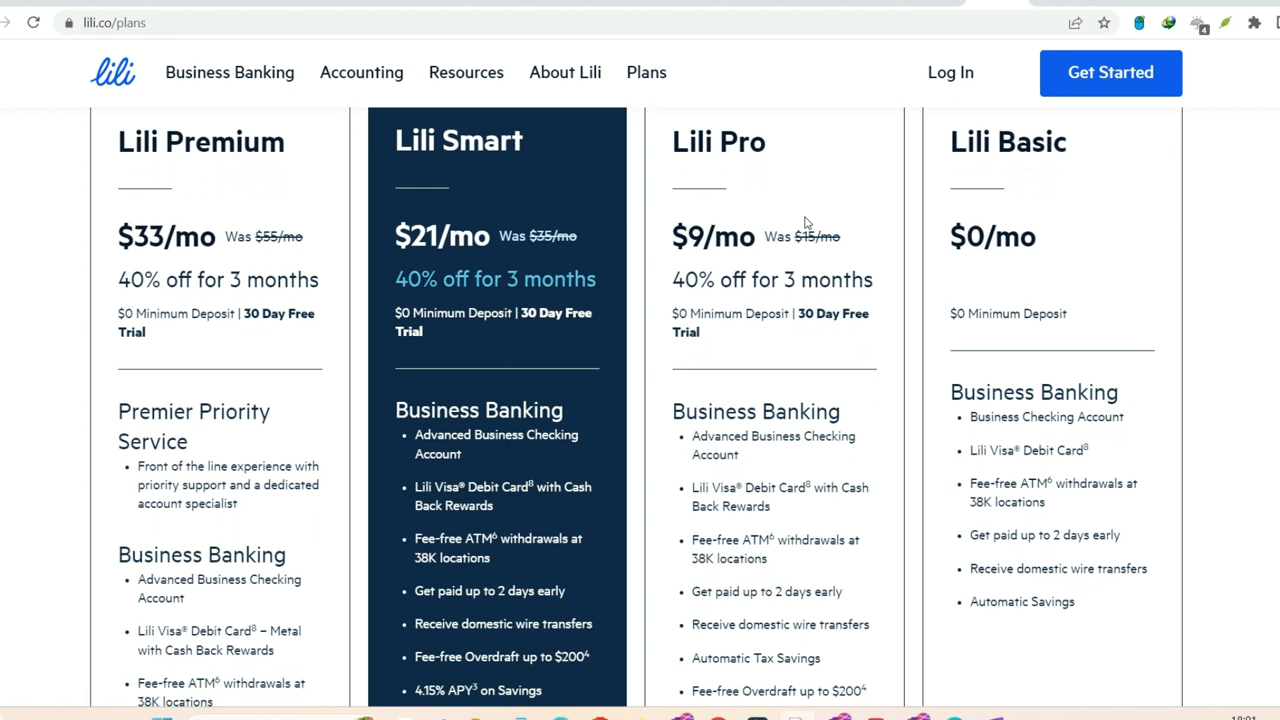 lili.co/plans
4
lili
Business Banking
Accounting
Resources
About Lili
Plans
Log In
Get Started
Lili Premium
$33/mo Was $55/mo
40% off for 3 months
$0 Minimum Deposit | 30 Day Free
Trial
Premier Priority
Service
• Front of the line experience with
priority support and a dedicated
account specialist
Business Banking
• Advanced Business Checking
Account
• Lili Visa® Debit Card8 – Metal
with Cash Back Rewards
• Fee-free ATM6 withdrawals at
38K locations
Lili Smart
$21/mo Was $35/mo
40% off for 3 months
$0 Minimum Deposit | 30 Day Free
Trial
Business Banking
• Advanced Business Checking
Account
• Lili Visa® Debit Card8 with Cash
Back Rewards
• Fee-free ATM6 withdrawals at
38K locations
• Get paid up to 2 days early
• Receive domestic wire transfers
• Fee-free Overdraft up to $2004
• 4.15% APY3 on Savings
Lili Pro
$9/mo Was $15/mo
40% off for 3 months
$0 Minimum Deposit | 30 Day Free
Trial
Business Banking
• Advanced Business Checking
Account
• Lili Visa® Debit Card8 with Cash
Back Rewards
• Fee-free ATM6 withdrawals at
38K locations
• Get paid up to 2 days early
• Receive domestic wire transfers
• Automatic Tax Savings
• Fee-free Overdraft up to $2004
Lili Basic
$0/mo
$0 Minimum Deposit
Business Banking
• Business Checking Account
• Lili Visa® Debit Card8
• Fee-free ATM6 withdrawals at
38K locations
• Get paid up to 2 days early
• Receive domestic wire transfers
• Automatic Savings